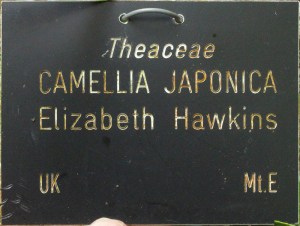 Theaceae
CAMELLIA JAPONICA
Elizabeth Hawkins
UK Mt.E